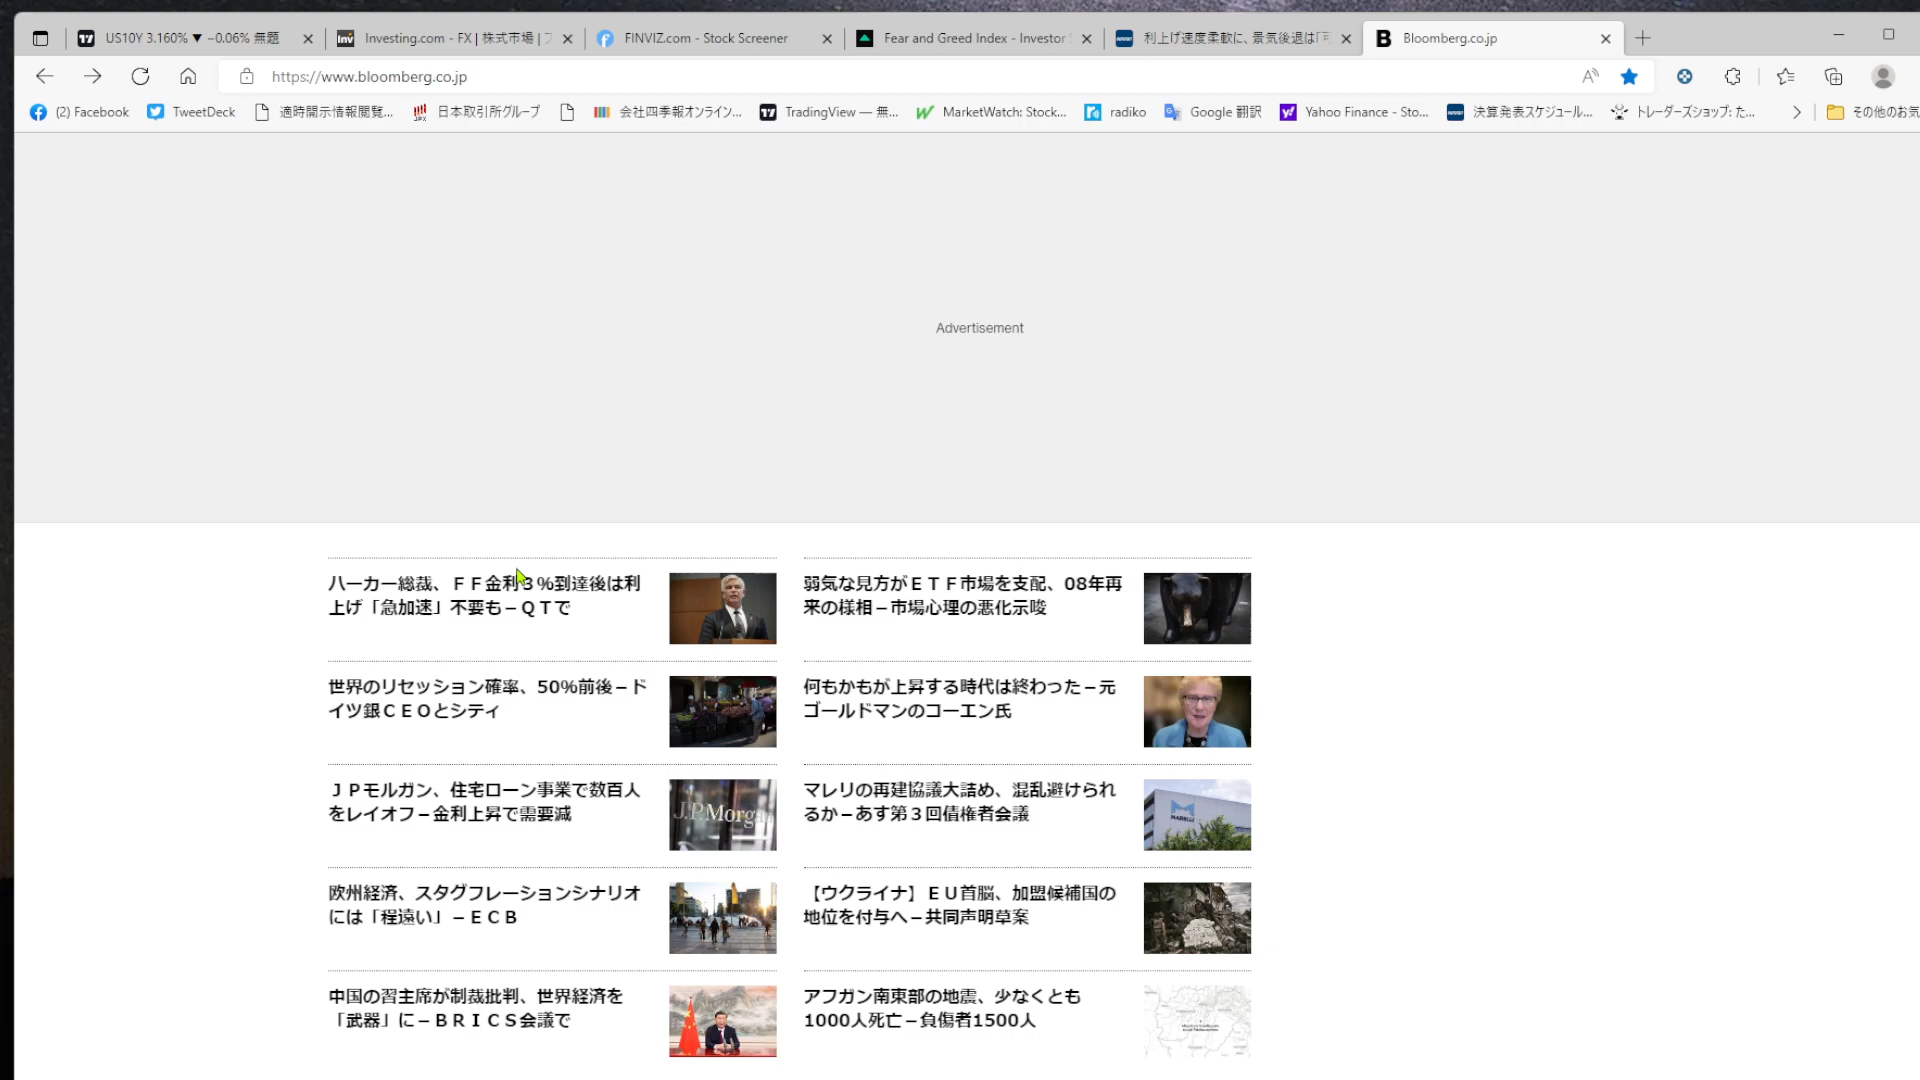 US10Y 3.160% ▼ −0.06% 無題
Investing.com - FX | 株式市場 |
FINVIZ.com - Stock Screener
Fear and Greed Index - Investor
利上げ速度柔軟に、景気後退は「可
Bloomberg.co.jp
https://www.bloomberg.co.jp
(2) Facebook
TweetDeck
適時開示情報閲覧...
日本取引所グループ
会社四季報オンライン...
TradingView — 無...
MarketWatch: Stock...
radiko
Google 翻訳
Yahoo Finance - Sto...
決算発表スケジュール...
トレーダーズショップ: た...
その他のお気
Advertisement
ハーカー総裁、ＦＦ金利３％到達後は利
上げ「急加速」不要も－ＱＴで
弱気な見方がＥＴＦ市場を支配、08年再
来の様相－市場心理の悪化示唆
世界のリセッション確率、50％前後－ド
イツ銀ＣＥＯとシティ
何もかもが上昇する時代は終わった－元
ゴールドマンのコーエン氏
ＪＰモルガン、住宅ローン事業で数百人
をレイオフ－金利上昇で需要減
J.P.Morga
マレリの再建協議大詰め、混乱避けられ
るか－あす第３回債権者会議
MARELLI
欧州経済、スタグフレーションシナリオ
には「程遠い」－ＥＣＢ
【ウクライナ】ＥＵ首脳、加盟候補国の
地位を付与へ－共同声明草案
中国の習主席が制裁批判、世界経済を
「武器」に－ＢＲＩＣＳ会議で
アフガン南東部の地震、少なくとも
1000人死亡－負傷者1500人